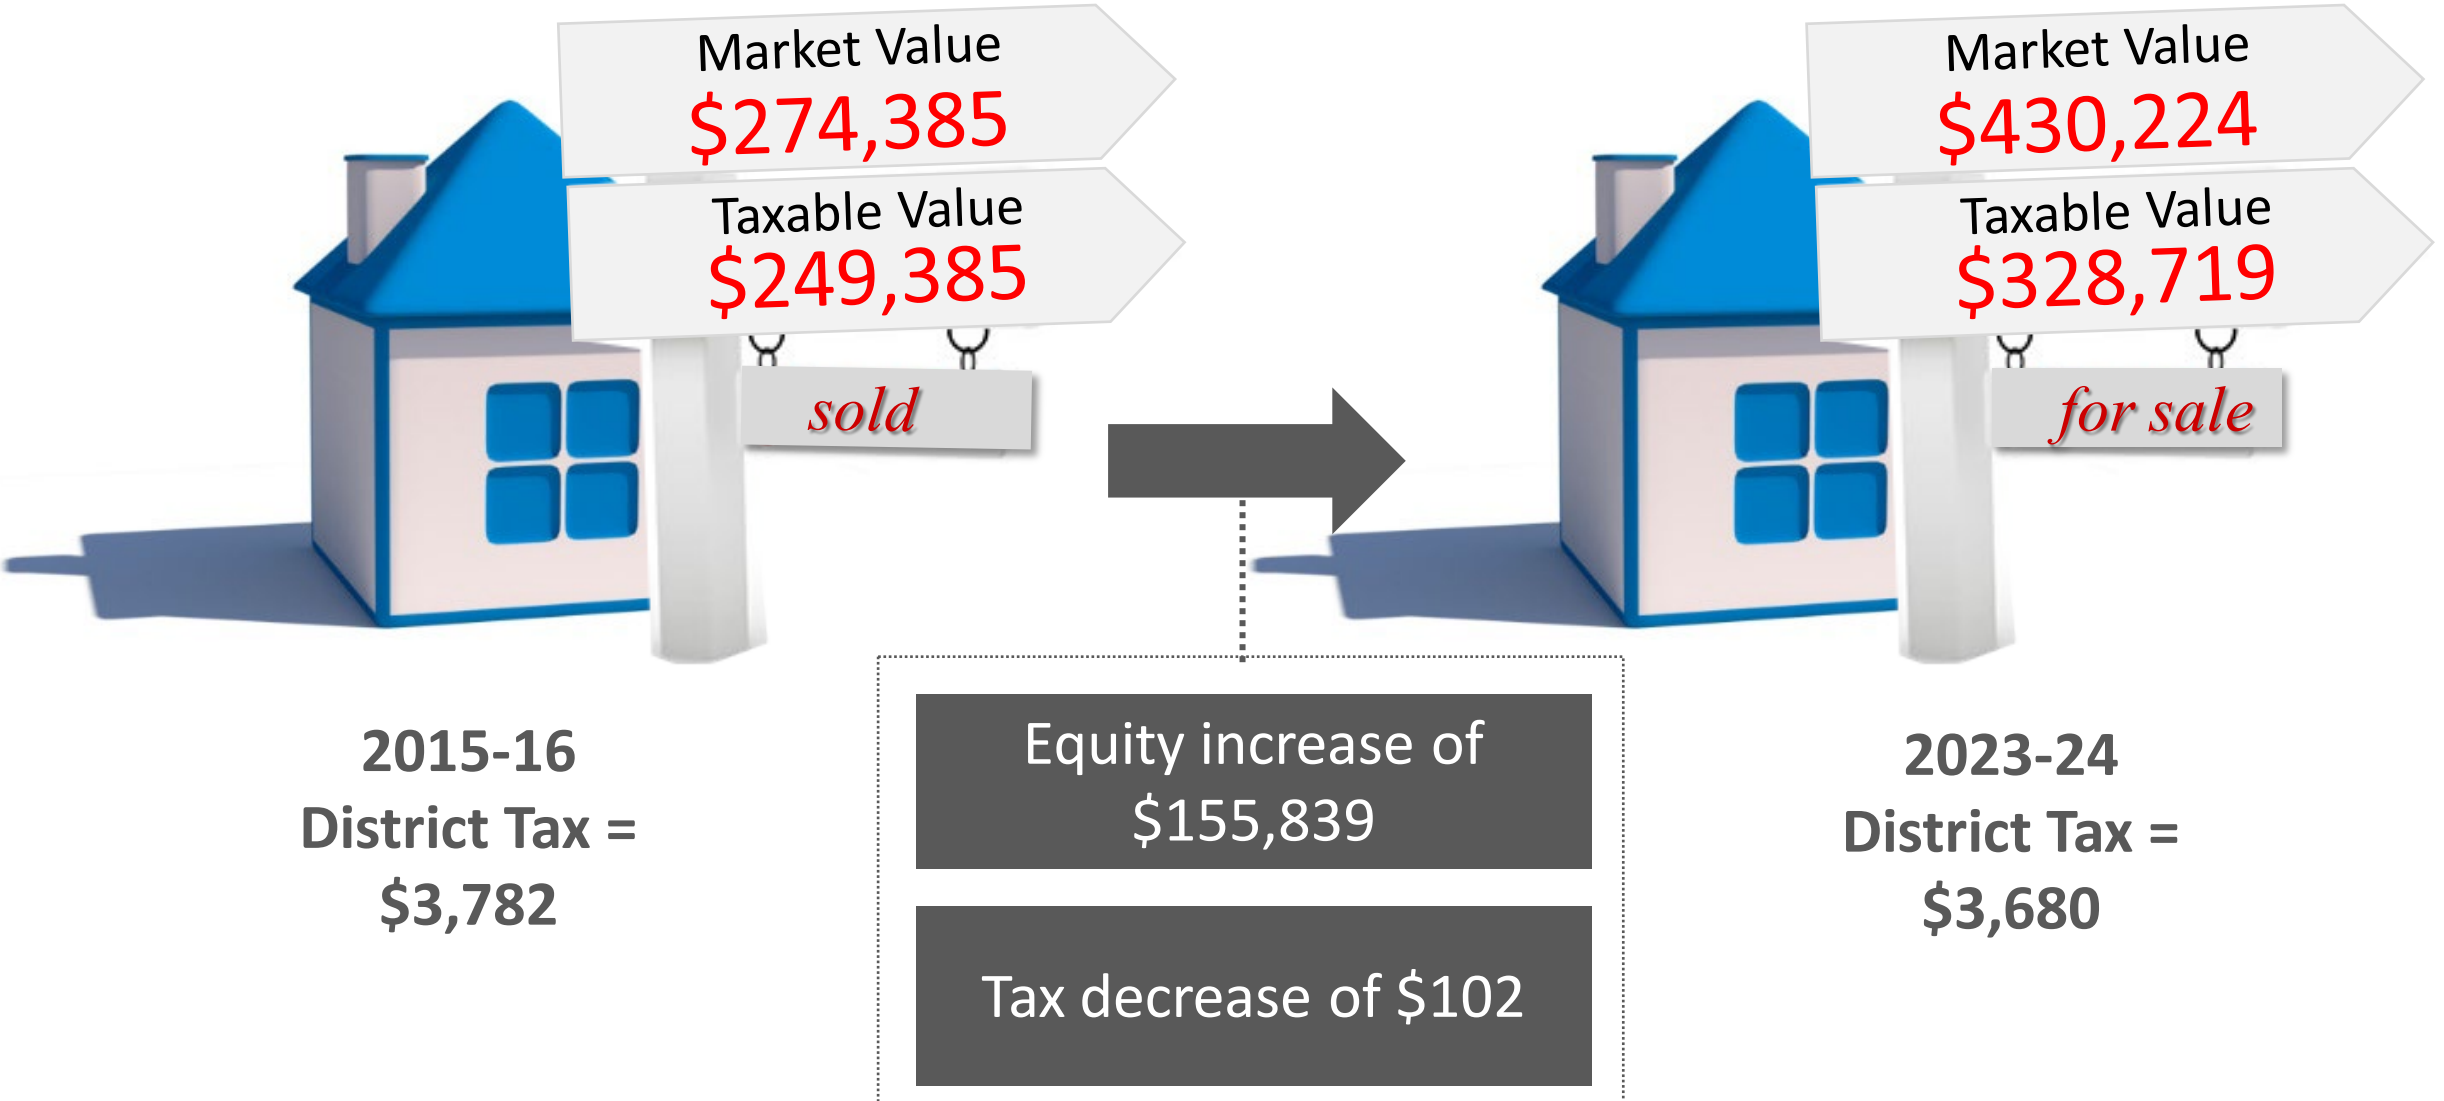 Market Value
$274,385
Taxable Value
$249,385
sold
Market Value
$430,224
Taxable Value
$328,719
for sale
2015-16
District Tax =
$3,782
Equity increase of
$155,839
Tax decrease of $102
2023-24
District Tax =
$3,680